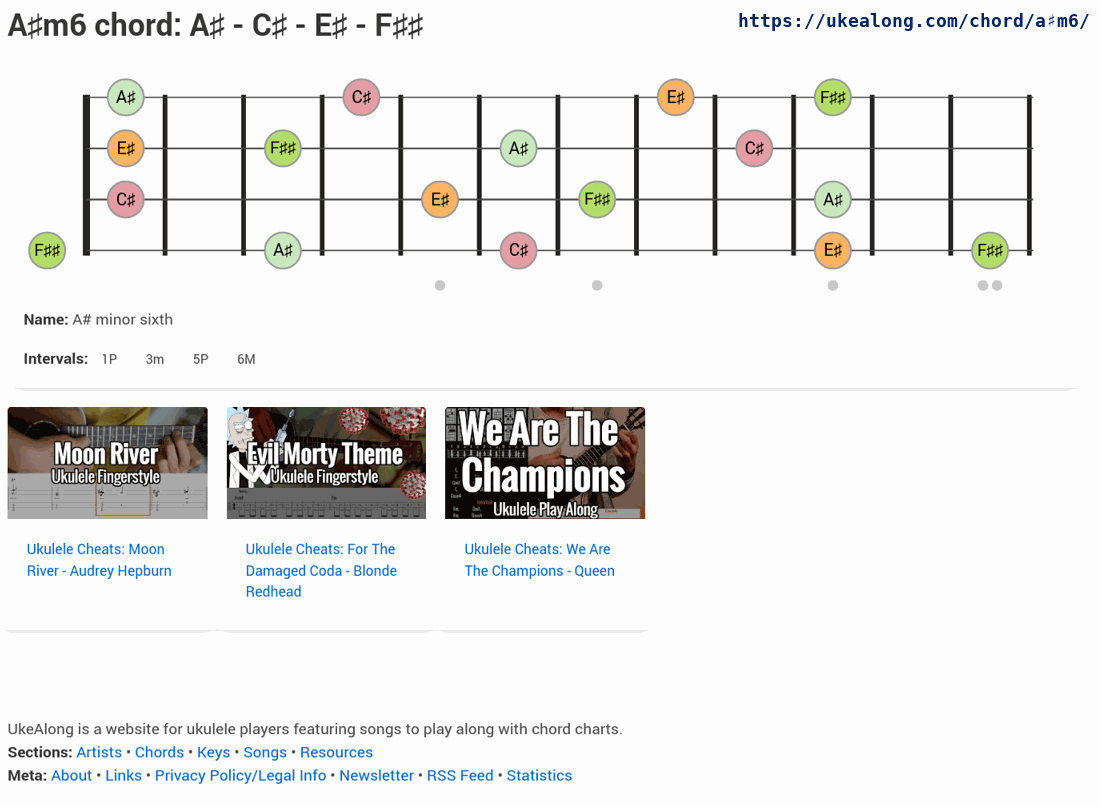 A♯m6 chord: A♯ - C♯ - E♯ - F♯♯
https://ukealong.com/chord/a♯m6/
A♯ C♯ E♯ F♯♯
E♯ F♯♯ A♯ C♯
C♯ E♯ F♯♯ A♯
F♯♯ A♯ C♯ E♯ F♯♯
Name: A# minor sixth
Intervals: 1P 3m 5P 6M
Moon River
Ukulele Fingerstyle
Evil Morty Theme
Ukulele Fingerstyle
We Are The
Champions
Ukulele Play Along
Ukulele Cheats: Moon
River - Audrey Hepburn
Ukulele Cheats: For The
Damaged Coda - Blonde
Redhead
Ukulele Cheats: We Are
The Champions - Queen
UkeAlong is a website for ukulele players featuring songs to play along with chord charts.
Sections: Artists • Chords • Keys • Songs • Resources
Meta: About • Links • Privacy Policy/Legal Info • Newsletter • RSS Feed • Statistics